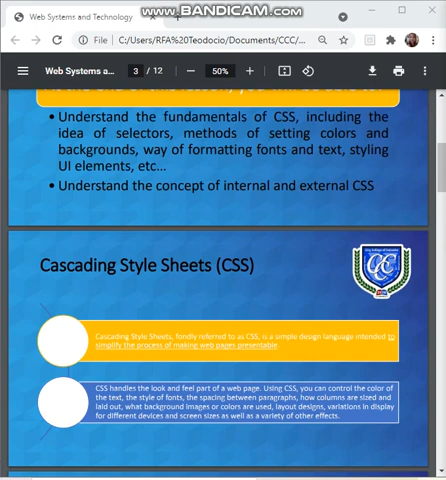 www.BANDICAM.com
Web Systems and Technology
File
C:/Users/RFA%20Teodocio/Documents/CCC/
Web Systems a...
3 / 12
50%
• Understand the fundamentals of CSS, including the
idea of selectors, methods of setting colors and
backgrounds, way of formatting fonts and text, styling
UI elements, etc...
• Understand the concept of internal and external CSS
Cascading Style Sheets (CSS)
CCC
Cascading Style Sheets, fondly referred to as CSS, is a simple design language intended to
simplify the process of making web pages presentable.
CSS handles the look and feel part of a web page. Using CSS, you can control the color of
the text, the style of fonts, the spacing between paragraphs, how columns are sized and
laid out, what background images or colors are used, layout designs, variations in display
for different devices and screen sizes as well as a variety of other effects.